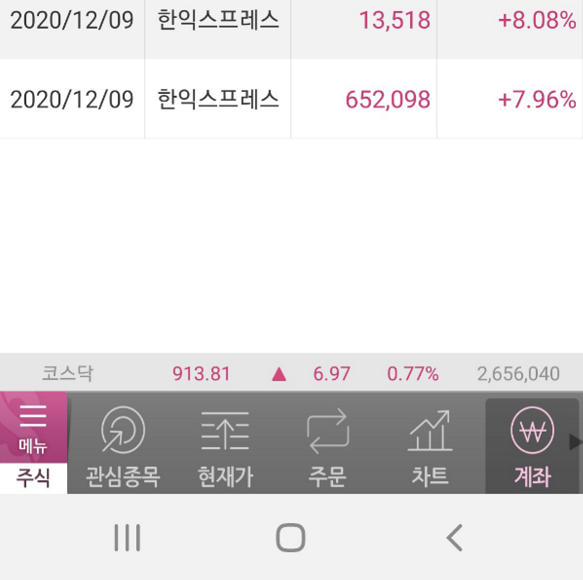 2020/12/09 한익스프레스 13,518 +8.08%
2020/12/09 한익스프레스 652,098 +7.96%
코스닥 913.81 ▲ 6.97 0.77% 2,656,040
메뉴
주식 관심종목 현재가 주문 차트 계좌